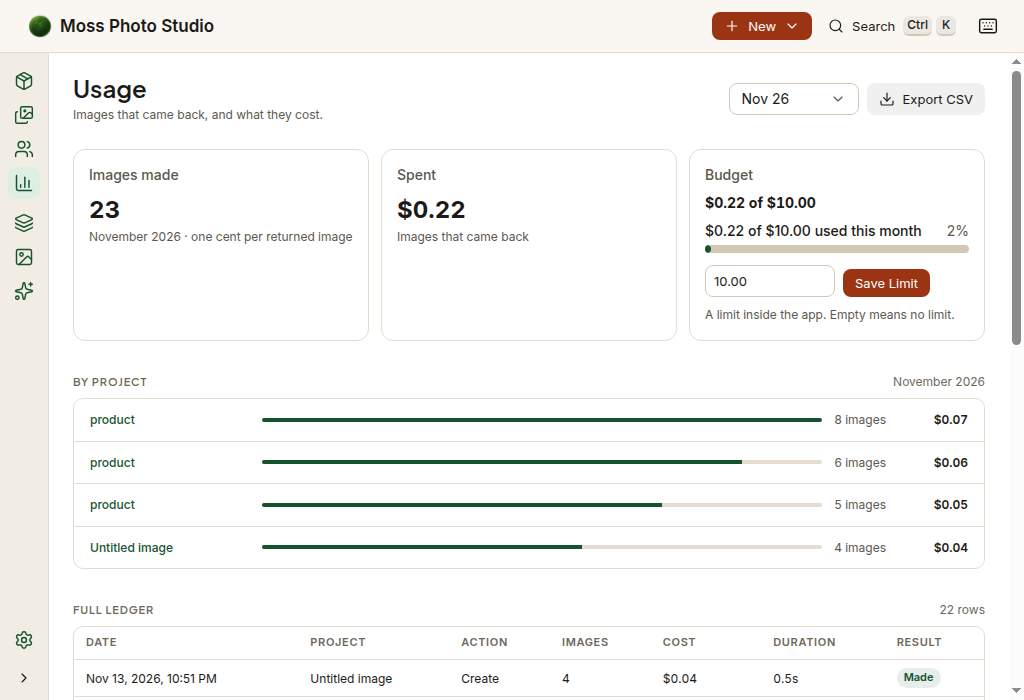 Moss Photo Studio
New
Search Ctrl K
Usage
Images that came back, and what they cost.
Nov 26
Export CSV
Images made
23
November 2026 · one cent per returned image
Spent
$0.22
Images that came back
Budget
$0.22 of $10.00
$0.22 of $10.00 used this month 2%
10.00
Save Limit
A limit inside the app. Empty means no limit.
BY PROJECT November 2026
product 8 images $0.07
product 6 images $0.06
product 5 images $0.05
Untitled image 4 images $0.04
FULL LEDGER 22 rows
DATE PROJECT ACTION IMAGES COST DURATION RESULT
Nov 13, 2026, 10:51 PM Untitled image Create 4 $0.04 0.5s Made